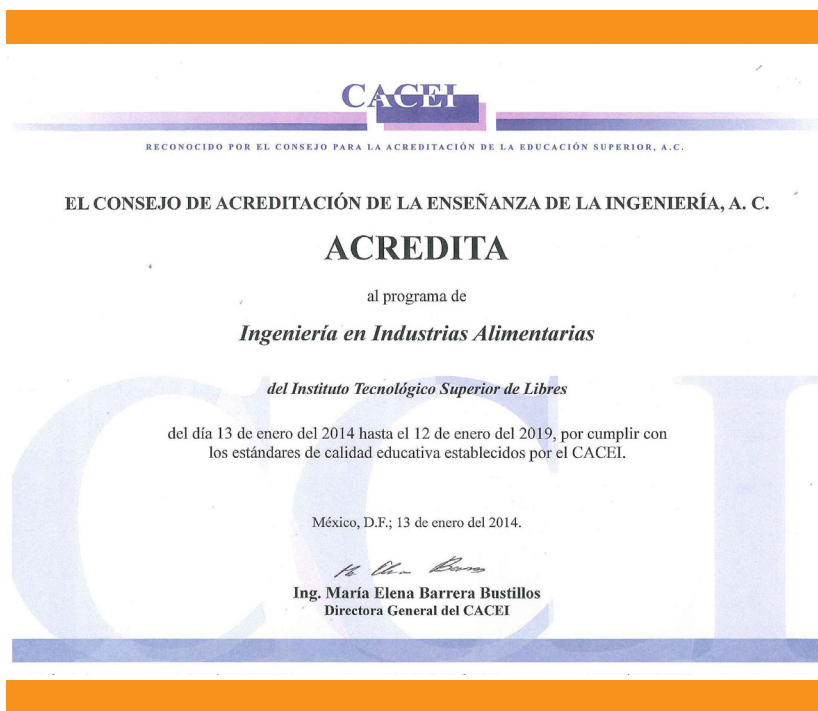 CACEI
RECONOCIDO POR EL CONSEJO PARA LA ACREDITACIÓN DE LA EDUCACIÓN SUPERIOR, A.C.
EL CONSEJO DE ACREDITACIÓN DE LA ENSEÑANZA DE LA INGENIERÍA, A. C.
ACREDITA
al programa de
Ingeniería en Industrias Alimentarias
del Instituto Tecnológico Superior de Libres
del día 13 de enero del 2014 hasta el 12 de enero del 2019, por cumplir con
los estándares de calidad educativa establecidos por el CACEI.
México, D.F.; 13 de enero del 2014.
Ing. María Elena Barrera Bustillos
Directora General del CACEI